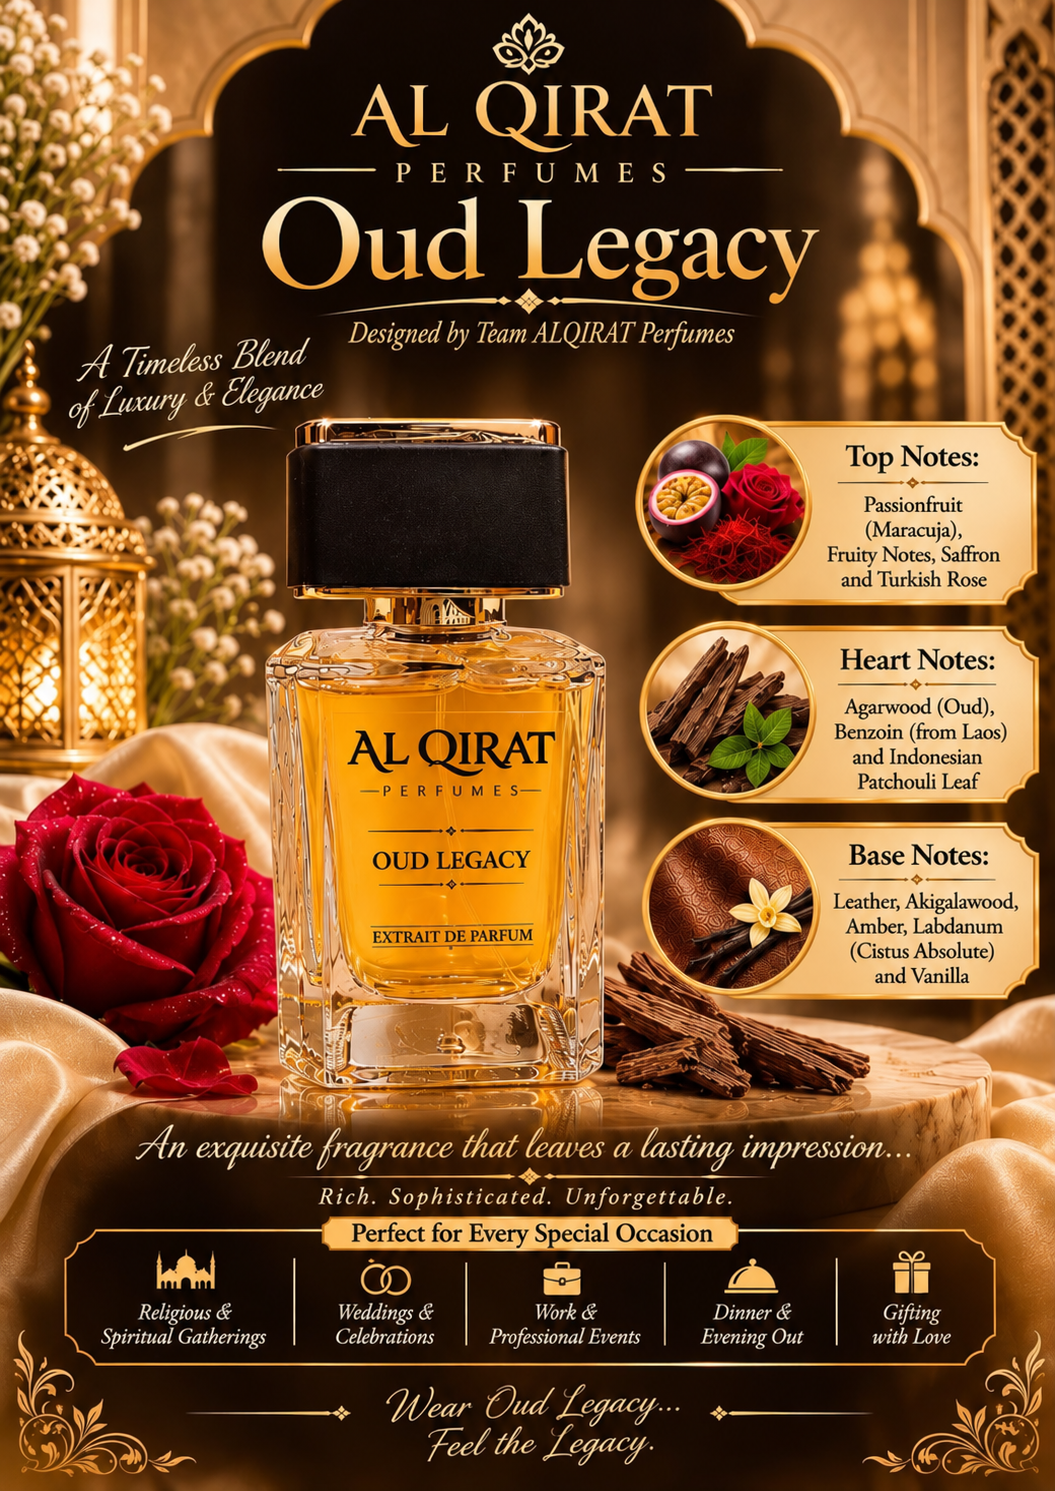 AL QIRAT
PERFUMES
Oud Legacy
Designed by Team ALQIRAT Perfumes
A Timeless Blend
of Luxury & Elegance
Top Notes:
Passionfruit
(Maracuja),
Fruity Notes, Saffron
and Turkish Rose
Heart Notes:
Agarwood (Oud),
Benzoin (from Laos)
and Indonesian
Patchouli Leaf
Base Notes:
Leather, Akigalawood,
Amber, Labdanum
(Cistus Absolute)
and Vanilla
AL QIRAT
PERFUMES
OUD LEGACY
EXTRAIT DE PARFUM
An exquisite fragrance that leaves a lasting impression...
Rich. Sophisticated. Unforgettable.
Perfect for Every Special Occasion
Religious &
Spiritual Gatherings
Weddings &
Celebrations
Work &
Professional Events
Dinner &
Evening Out
Gifting
with Love
Wear Oud Legacy...
Feel the Legacy.